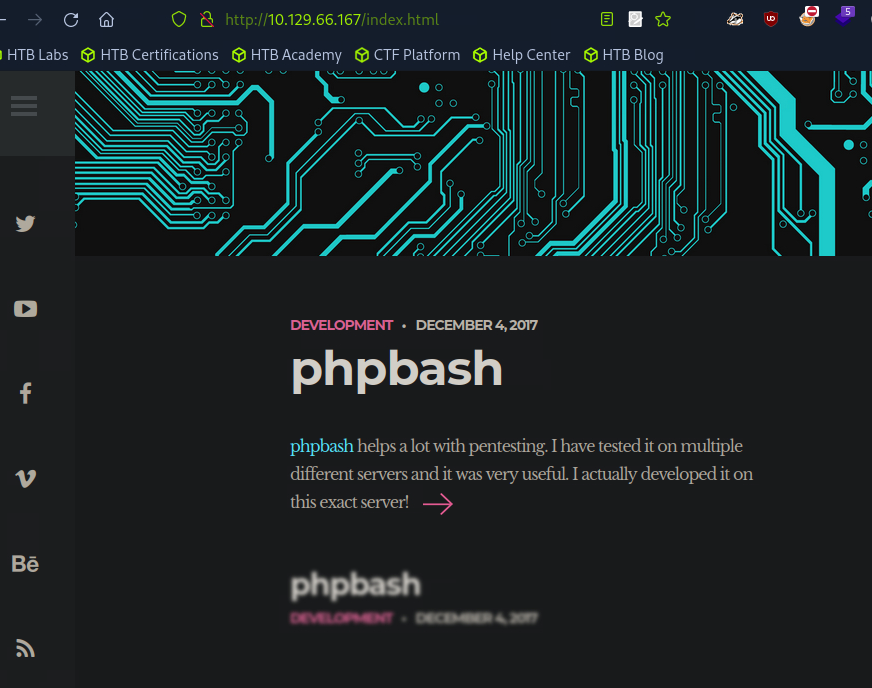 http://10.129.66.167/index.html
5
HTB Labs HTB Certifications HTB Academy CTF Platform Help Center HTB Blog
DEVELOPMENT • DECEMBER 4, 2017
phpbash
phpbash helps a lot with pentesting. I have tested it on multiple
different servers and it was very useful. I actually developed it on
this exact server!
phpbash
DEVELOPMENT • DECEMBER 4, 2017
Bē